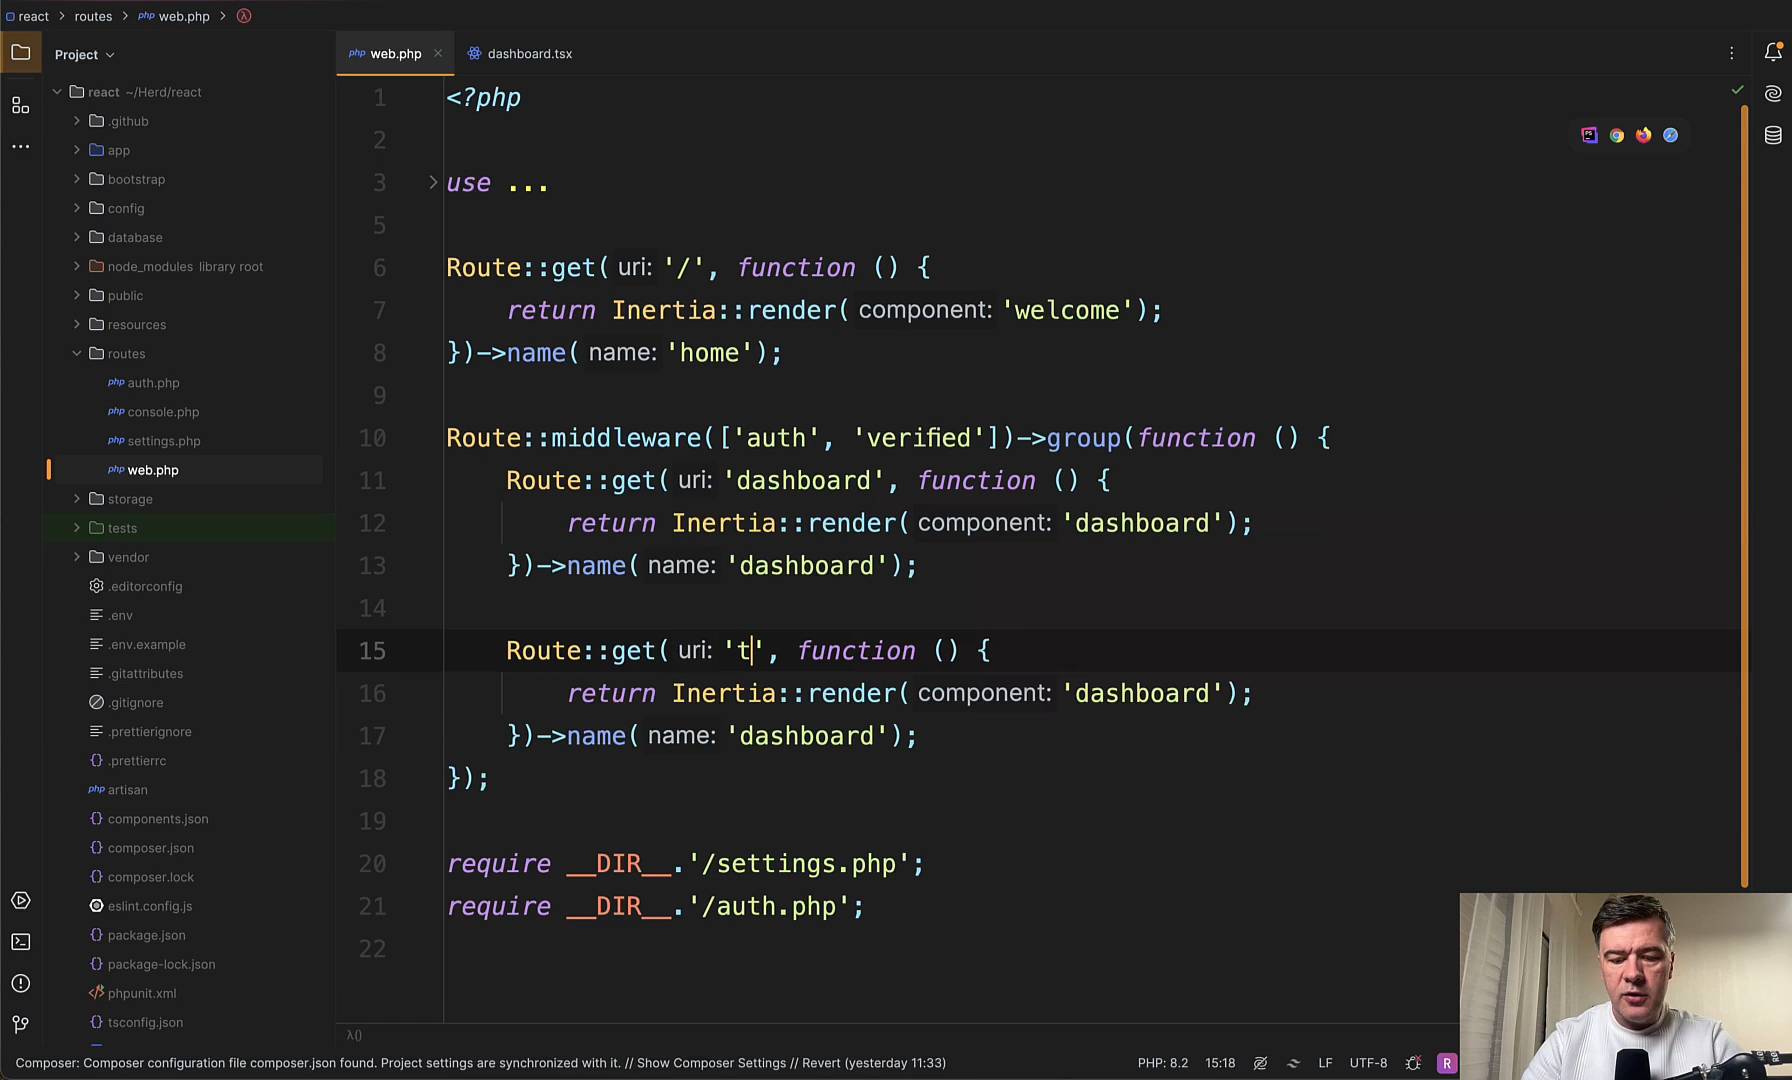 react > routes > php web.php >
Project
php web.php
dashboard.tsx
react ~/Herd/react
.github
app
bootstrap
config
database
node_modules library root
public
resources
routes
php auth.php
php console.php
php settings.php
php web.php
storage
tests
vendor
.editorconfig
.env
.env.example
.gitattributes
.gitignore
.prettierignore
.prettierrc
php artisan
components.json
composer.json
composer.lock
eslint.config.js
package.json
package-lock.json
phpunit.xml
tsconfig.json
1 <?php
2
3 use ...
5
6 Route::get( uri: '/', function () {
7 return Inertia::render( component: 'welcome');
8 })->name( name: 'home');
9
10 Route::middleware(['auth', 'verified'])->group(function () {
11 Route::get( uri: 'dashboard', function () {
12 return Inertia::render( component: 'dashboard');
13 })->name( name: 'dashboard');
14
15 Route::get( uri: 't', function () {
16 return Inertia::render( component: 'dashboard');
17 })->name( name: 'dashboard');
18 });
19
20 require __DIR__.'/settings.php';
21 require __DIR__.'/auth.php';
22
λ()
Composer: Composer configuration file composer.json found. Project settings are synchronized with it. // Show Composer Settings // Revert (yesterday 11:33)
PHP: 8.2 15:18 LF UTF-8 R